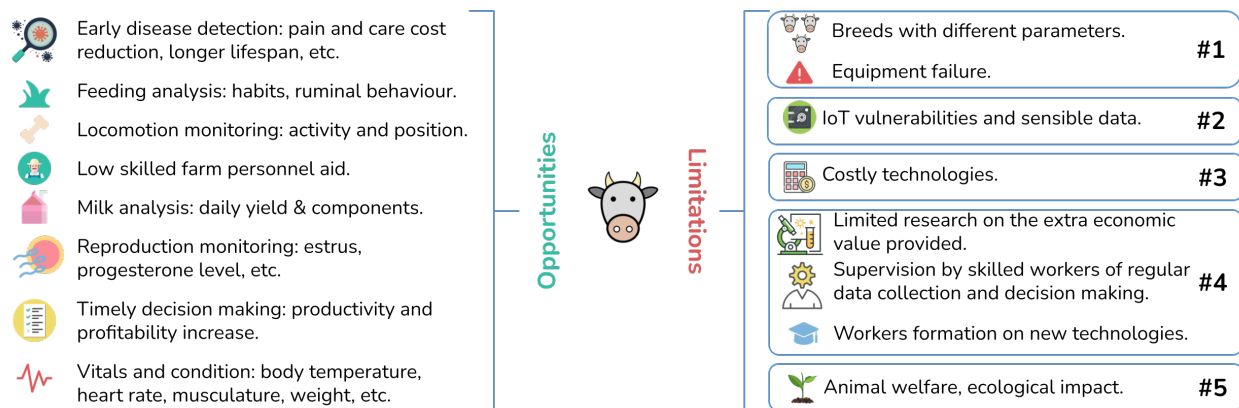 Early disease detection: pain and care cost
reduction, longer lifespan, etc.
Feeding analysis: habits, ruminal behaviour.
Locomotion monitoring: activity and position.
Low skilled farm personnel aid.
Milk analysis: daily yield & components.
Reproduction monitoring: estrus,
progesterone level, etc.
Timely decision making: productivity and
profitability increase.
Vitals and condition: body temperature,
heart rate, musculature, weight, etc.
Opportunities
Limitations
Breeds with different parameters.
Equipment failure.
#1
IoT vulnerabilities and sensible data.
#2
Costly technologies.
#3
Limited research on the extra economic
value provided.
Supervision by skilled workers of regular
data collection and decision making.
Workers formation on new technologies.
#4
Animal welfare, ecological impact.
#5